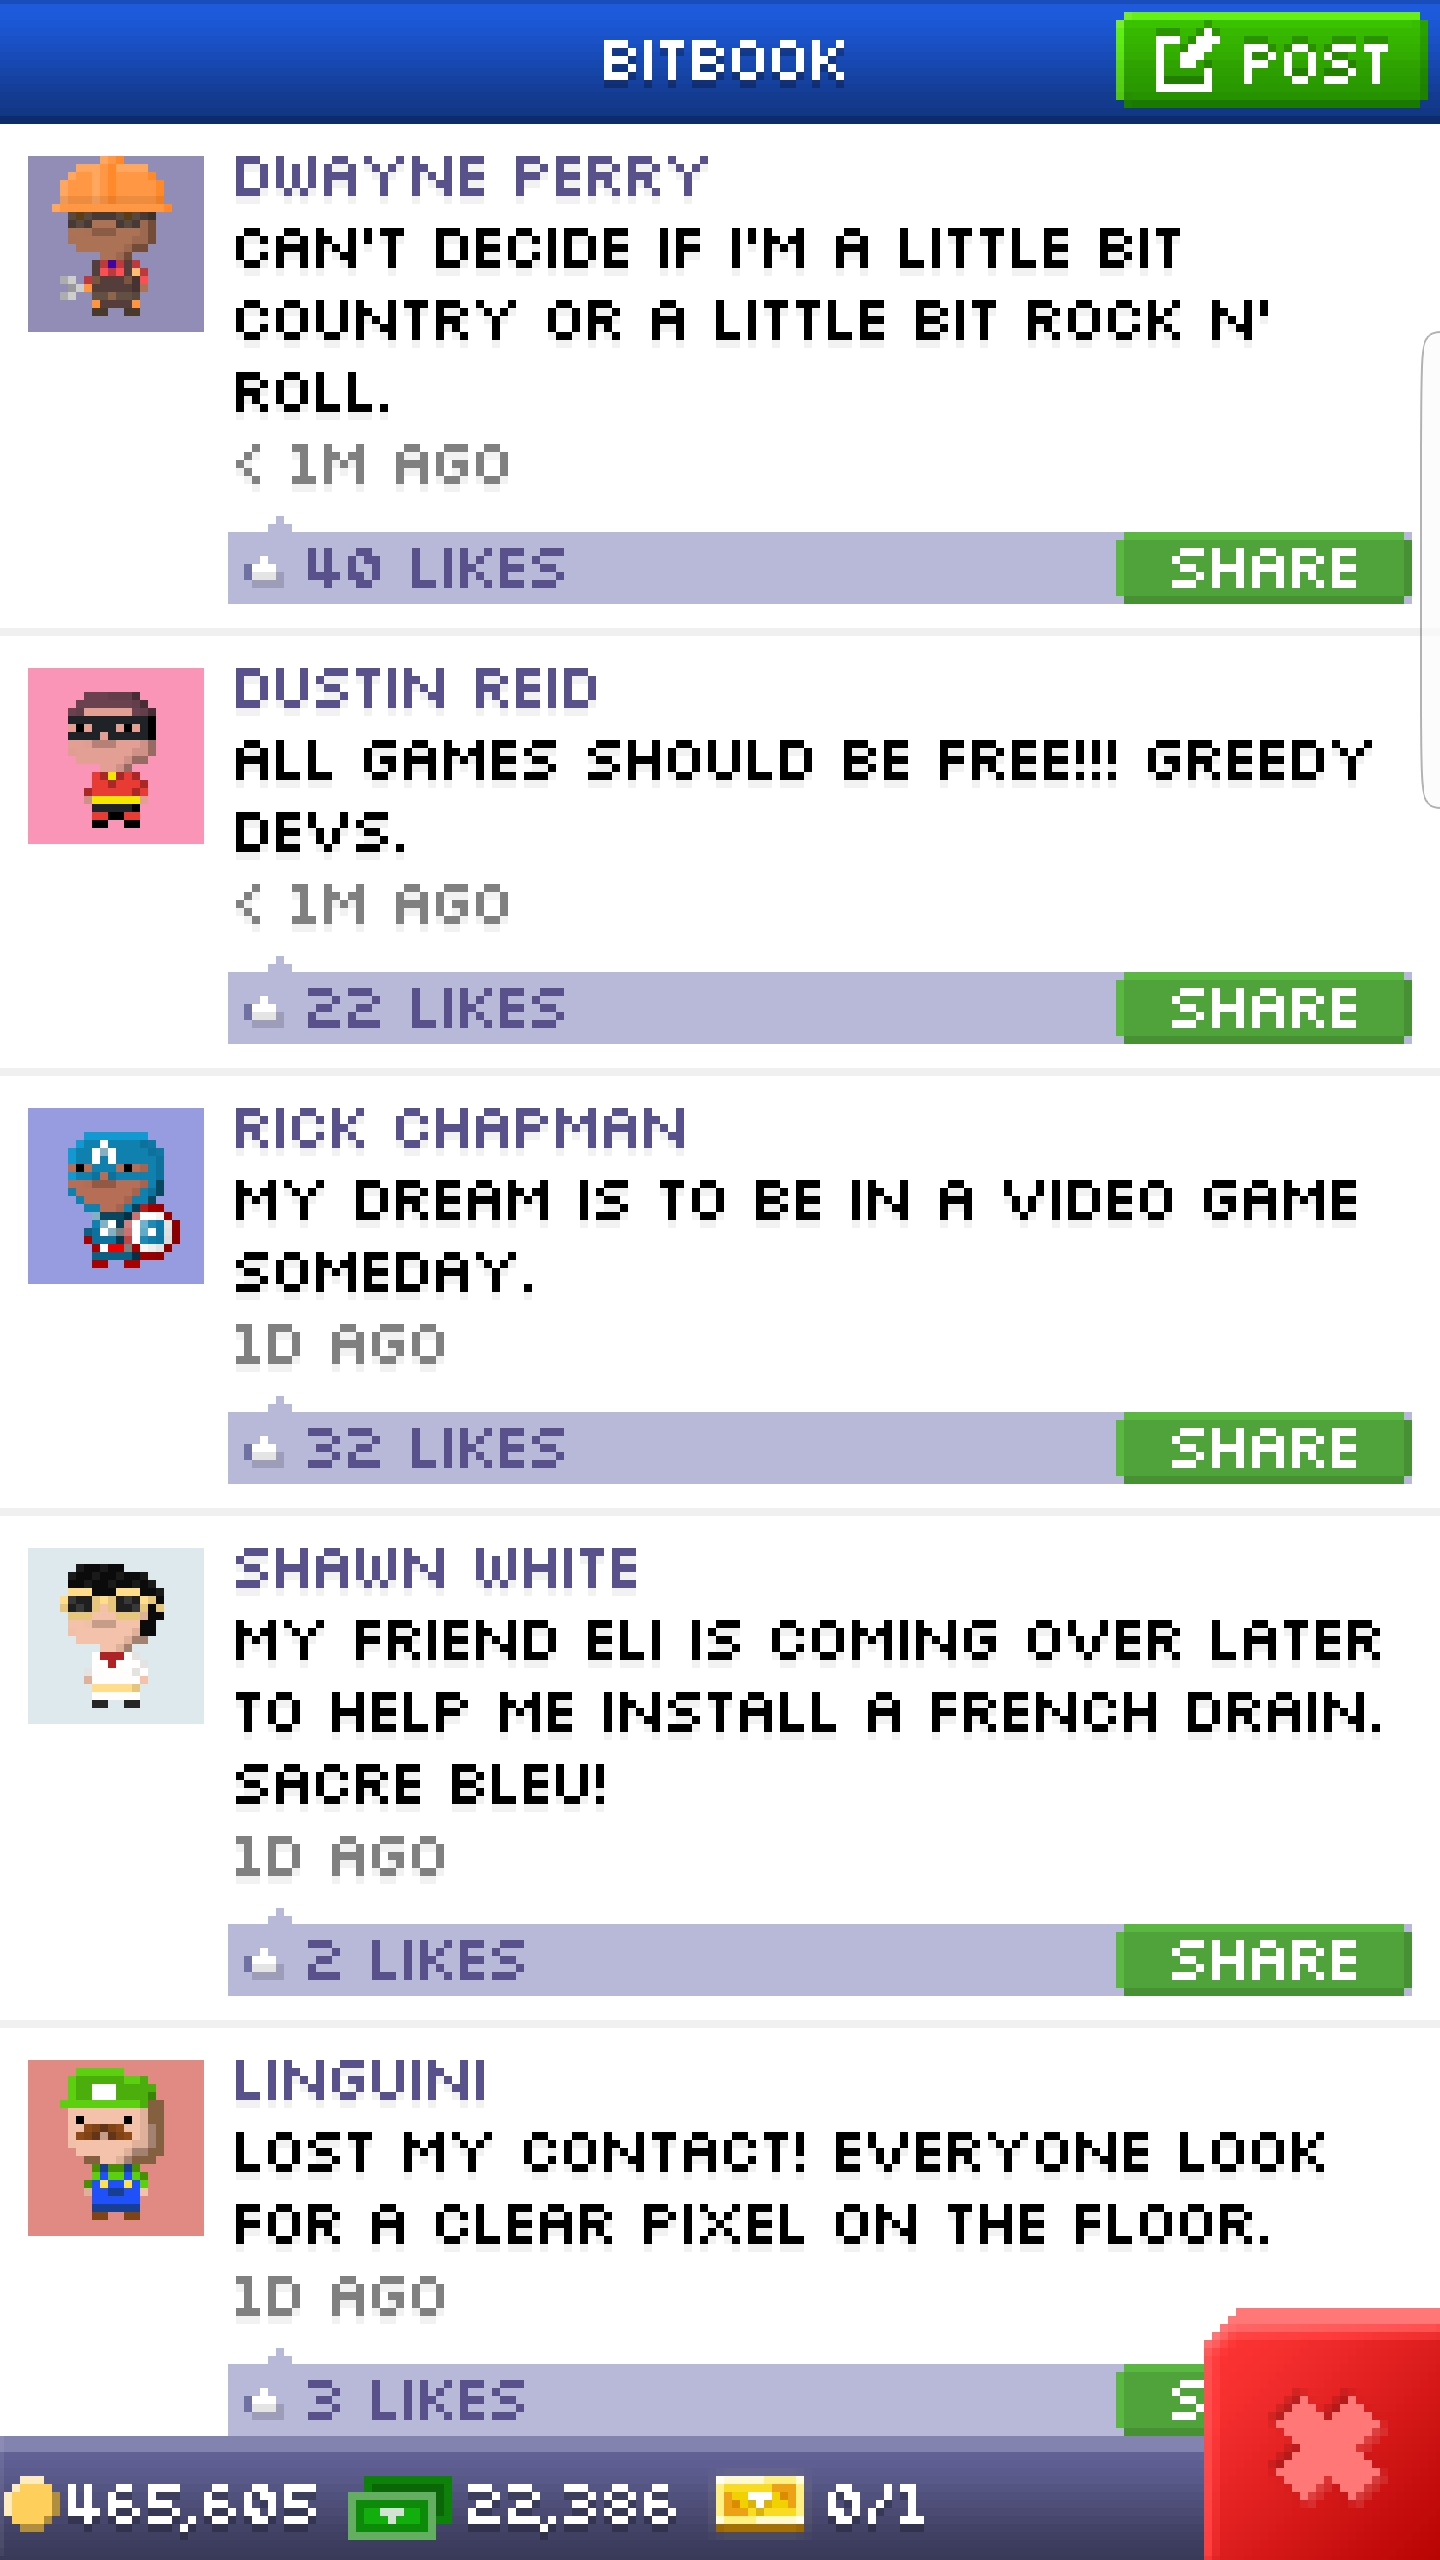 BITBOOK
POST
DWAYNE PERRY
CAN'T DECIDE IF I'M A LITTLE BIT
COUNTRY OR A LITTLE BIT ROCK N'
ROLL.
< 1M AGO
40 LIKES
SHARE
DUSTIN REID
ALL GAMES SHOULD BE FREE!!! GREEDY
DEVS.
< 1M AGO
22 LIKES
SHARE
RICK CHAPMAN
MY DREAM IS TO BE IN A VIDEO GAME
SOMEDAY.
1D AGO
32 LIKES
SHARE
SHAWN WHITE
MY FRIEND ELI IS COMING OVER LATER
TO HELP ME INSTALL A FRENCH DRAIN.
SACRE BLEU!
1D AGO
2 LIKES
SHARE
LINGUINI
LOST MY CONTACT! EVERYONE LOOK
FOR A CLEAR PIXEL ON THE FLOOR.
1D AGO
3 LIKES
S
465,605
22,386
0/1